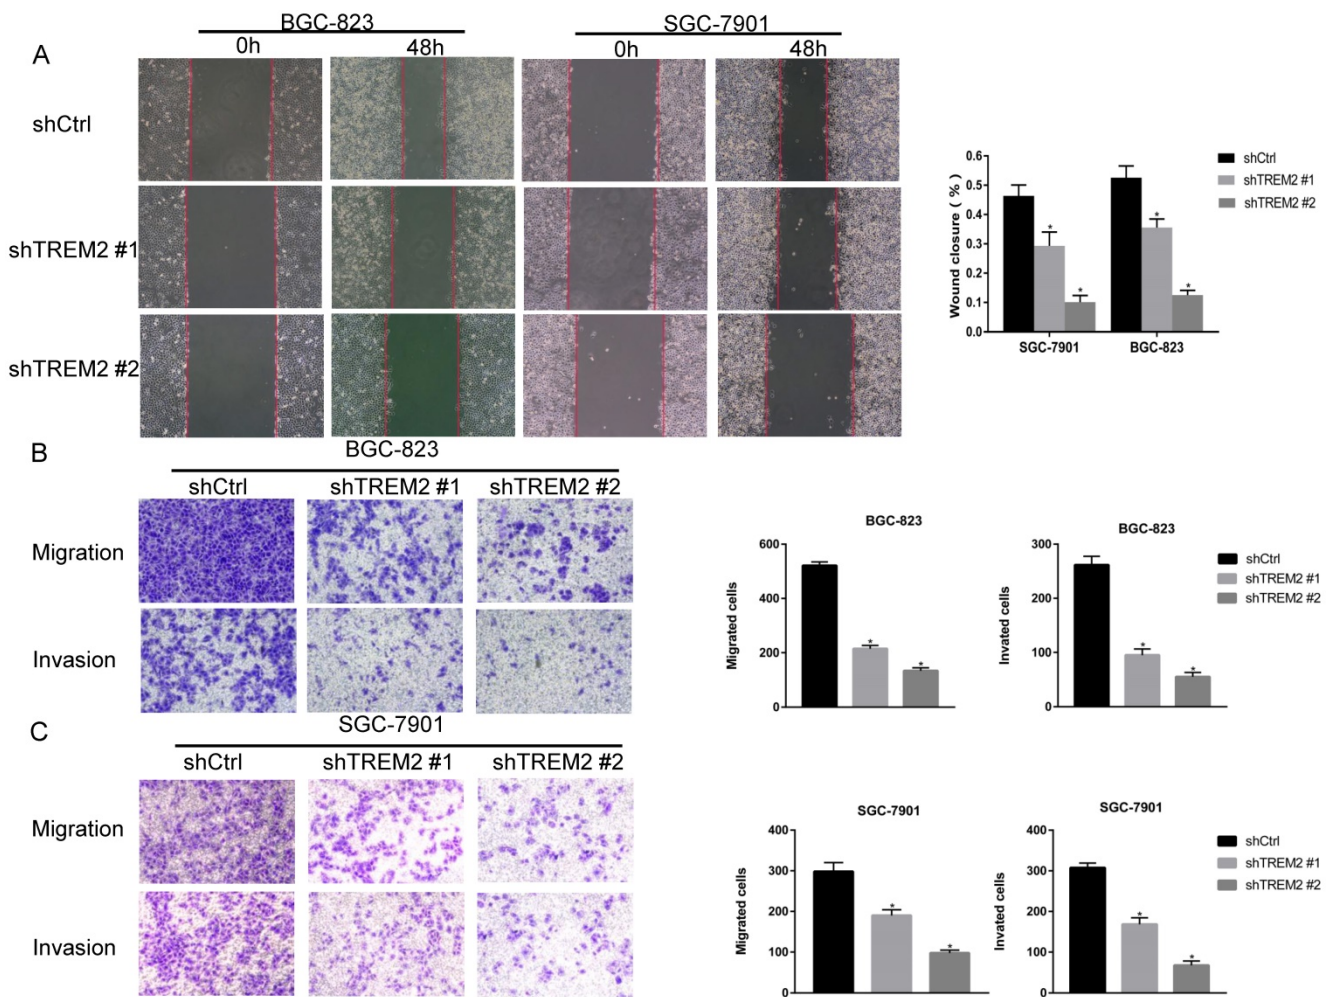 BGC-823
SGC-7901
0h
48h
0h
48h
A
shCtrl
shTREM2 #1
shTREM2 #2
Wound closure ( % )
0.6
0.5
0.4
0.3
0.2
0.1
0.0
*
*
*
*
SGC-7901
BGC-823
shCtrl
shTREM2 #1
shTREM2 #2
B
BGC-823
shCtrl
shTREM2 #1
shTREM2 #2
Migration
Invasion
BGC-823
Migrated cells
600
400
200
0
*
*
BGC-823
Invated cells
300
200
100
0
*
*
shCtrl
shTREM2 #1
shTREM2 #2
C
SGC-7901
shCtrl
shTREM2 #1
shTREM2 #2
Migration
Invasion
SGC-7901
Migrated cells
400
300
200
100
0
*
*
SGC-7901
Invated cells
400
300
200
100
0
*
*
shCtrl
shTREM2 #1
shTREM2 #2